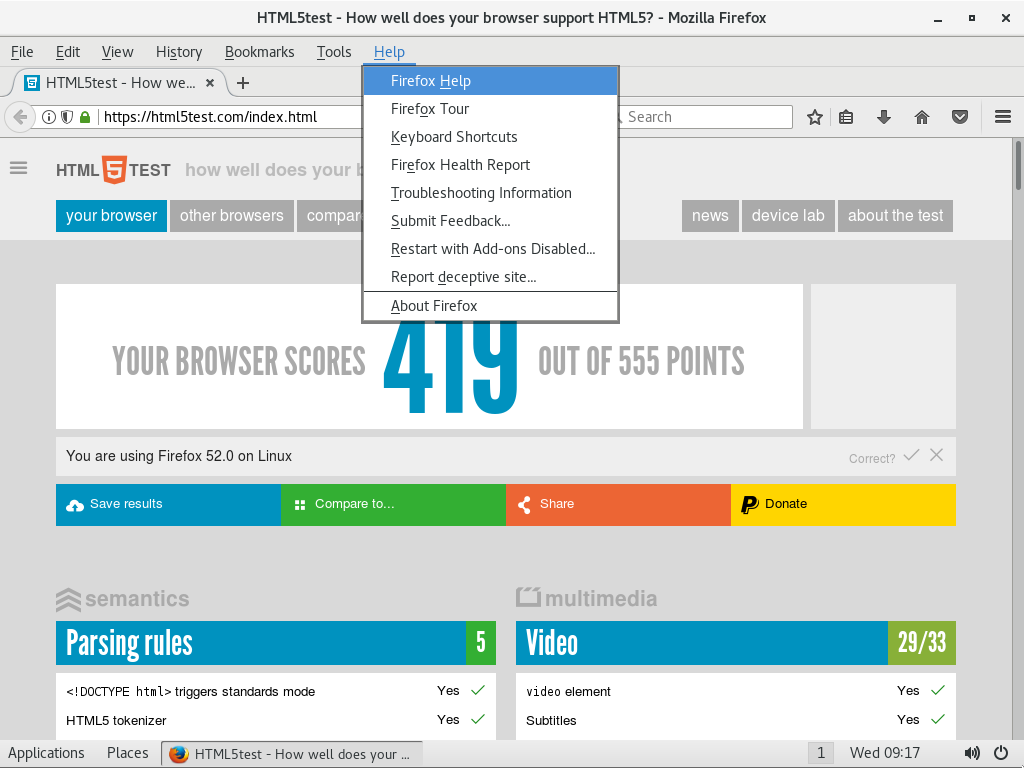 HTML5test - How well does your browser support HTML5? - Mozilla Firefox
File Edit View History Bookmarks Tools Help
HTML5test - How we...
https://html5test.com/index.html
Search
Firefox Help
Firefox Tour
Keyboard Shortcuts
Firefox Health Report
Troubleshooting Information
Submit Feedback...
Restart with Add-ons Disabled...
Report deceptive site...
About Firefox
HTML 5 TEST how well does your
your browser other browsers news device lab about the test
YOUR BROWSER SCORES 419 OUT OF 555 POINTS
You are using Firefox 52.0 on Linux Correct?
Save results Compare to... Share Donate
semantics multimedia
Parsing rules 5 Video 29/33
<!DOCTYPE html> triggers standards mode Yes video element Yes
HTML5 tokenizer Yes Subtitles Yes
Applications Places HTML5test - How well does your ... 1 Wed 09:17